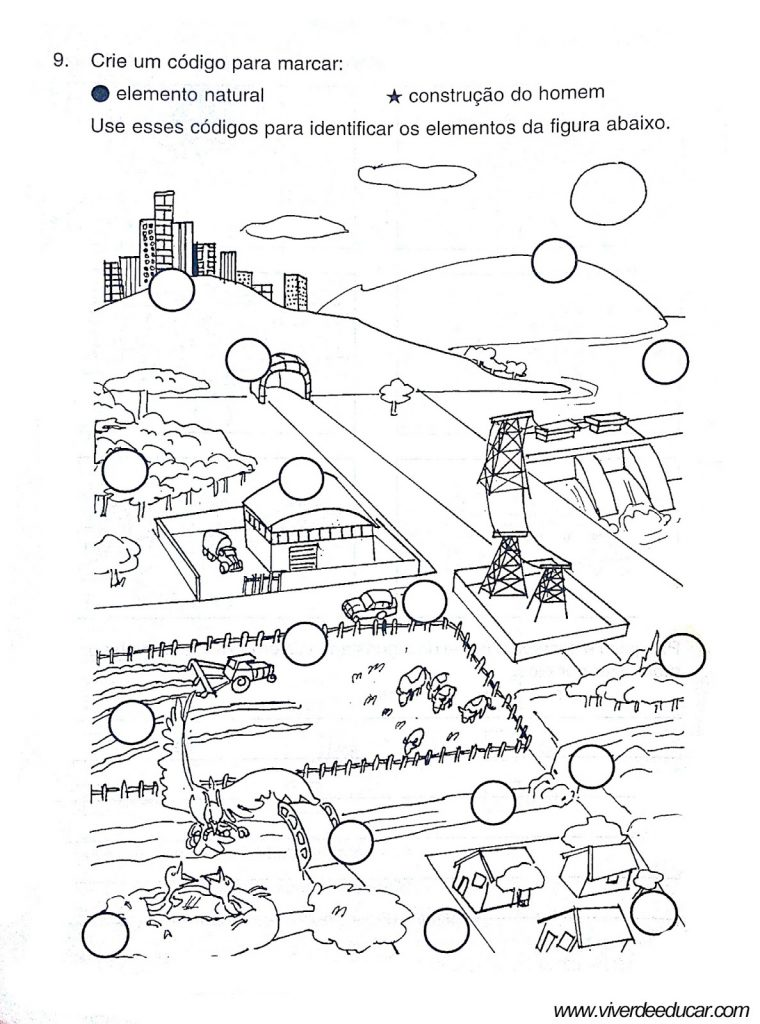 9. Crie um código para marcar:
elemento natural
construção do homem
Use esses códigos para identificar os elementos da figura abaixo.
www.viverdeeducar.com